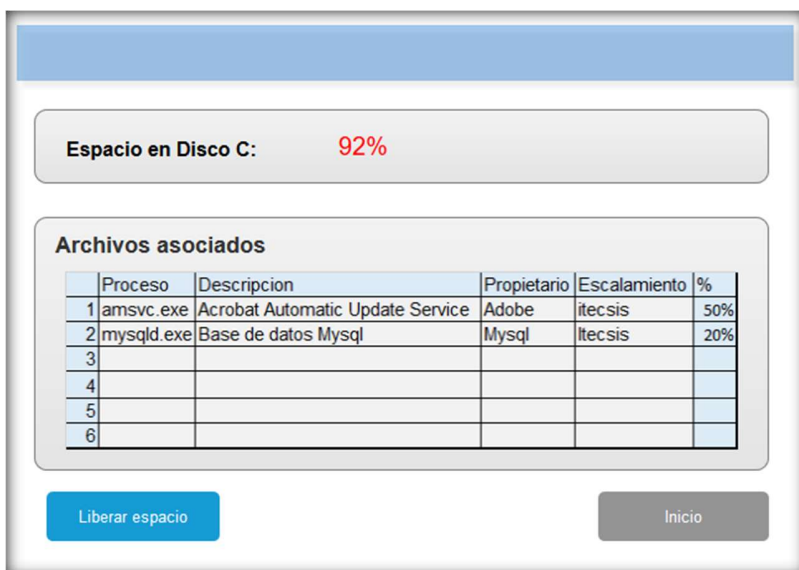 Espacio en Disco C: 92%
Archivos asociados
Proceso Descripcion Propietario Escalamiento %
1 amsvc.exe Acrobat Automatic Update Service Adobe itecsis 50%
2 mysqld.exe Base de datos Mysql Mysql Itecsis 20%
3
4
5
6
Liberar espacio Inicio